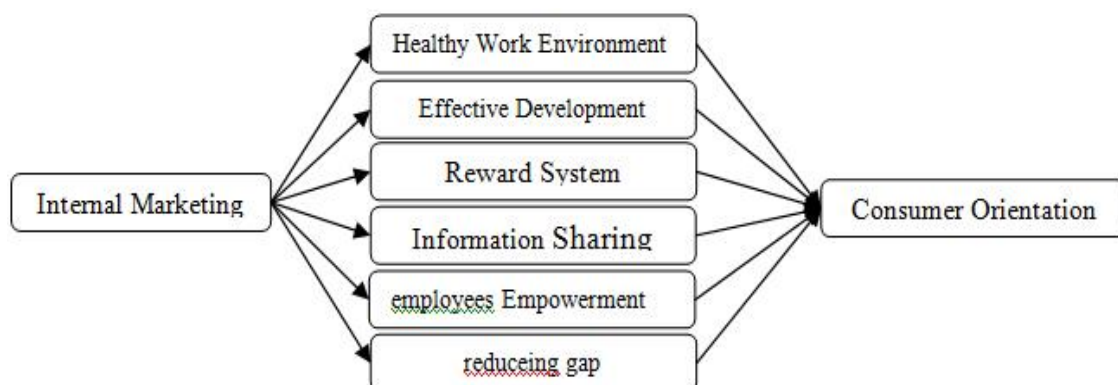 Healthy Work Environment
Effective Development
Reward System
Internal Marketing
Consumer Orientation
Information Sharing
employees Empowerment
reduceing gap